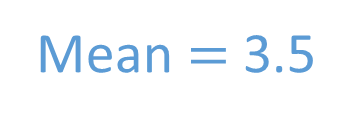 Mean = 3.5